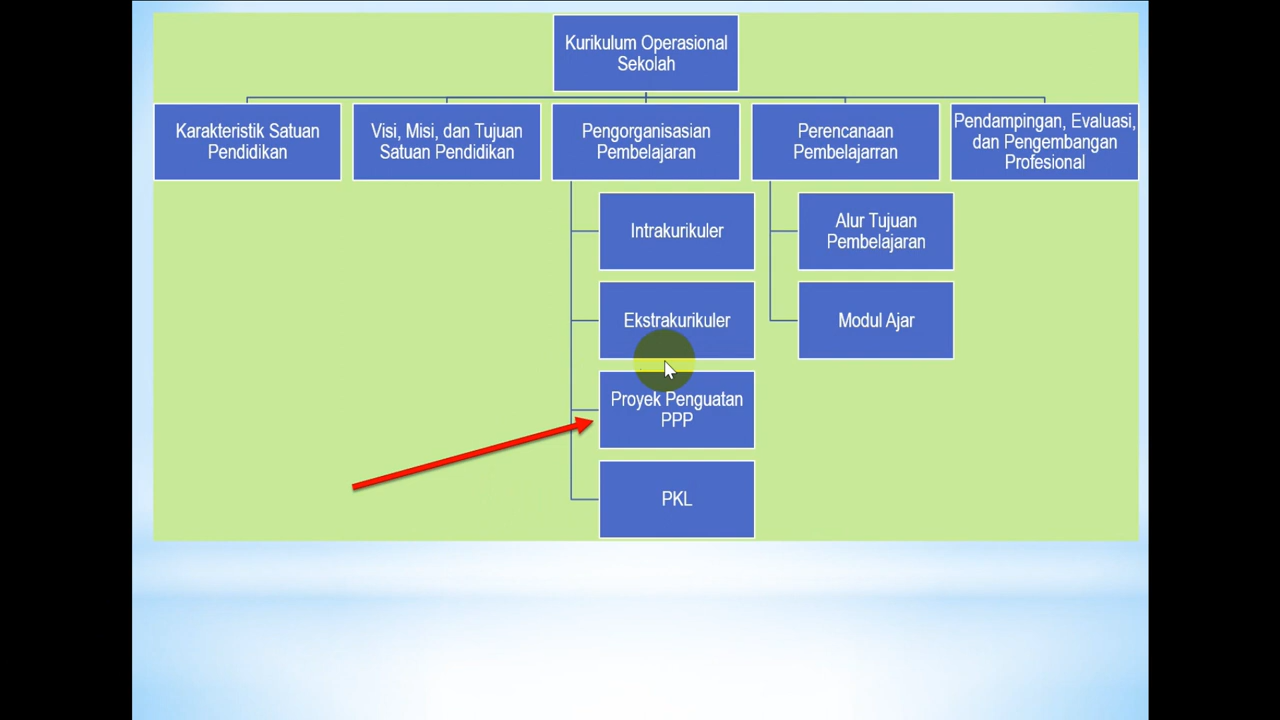 Kurikulum Operasional
Sekolah
Karakteristik Satuan
Pendidikan
Visi, Misi, dan Tujuan
Satuan Pendidikan
Pengorganisasian
Pembelajaran
Perencanaan
Pembelajarran
Pendampingan, Evaluasi,
dan Pengembangan
Profesional
Intrakurikuler
Ekstrakurikuler
Proyek Penguatan
PPP
PKL
Alur Tujuan
Pembelajaran
Modul Ajar